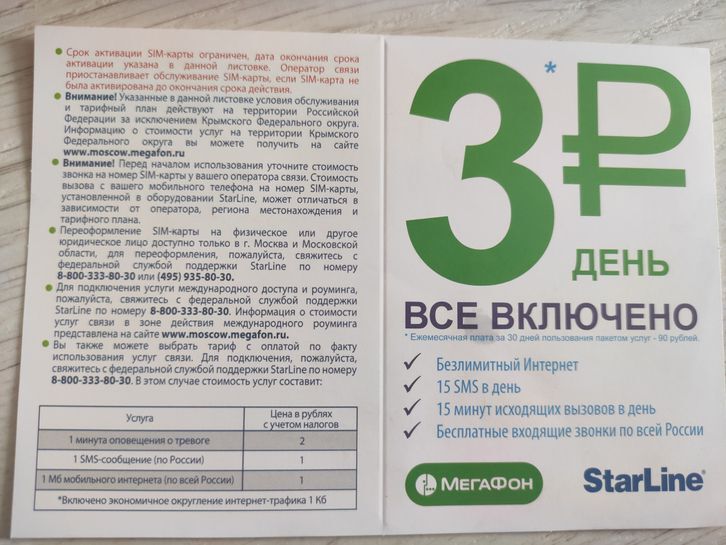 ● Срок активации SIM-карты ограничен, дата окончания срока
активации указана в данной листовке. Оператор связи
приостанавливает обслуживание SIM-карты, если SIM-карта не
была активирована до окончания срока действия.
● Внимание! Указанные в данной листовке условия обслуживания
и тарифный план действуют на территории Российской
Федерации за исключением Крымского Федерального округа.
Информацию о стоимости услуг на территории Крымского
Федерального округа вы можете получить на сайте
www.moscow.megafon.ru
● Внимание! Перед началом использования уточните стоимость
звонка на номер SIM-карты у вашего оператора связи. Стоимость
вызова с вашего мобильного телефона на номер SIM-карты,
установленной в оборудовании StarLine, может отличаться в
зависимости от оператора, региона местонахождения и
тарифного плана.
● Переоформление SIM-карты на физическое или другое
юридическое лицо доступно только в г. Москва и Московской
области, для переоформления, пожалуйста, свяжитесь с
федеральной службой поддержки StarLine по номеру
8-800-333-80-30 или (495) 935-80-30.
● Для подключения услуги международного доступа и роуминга,
пожалуйста, свяжитесь с федеральной службой поддержки
StarLine по номеру 8-800-333-80-30. Информация о стоимости
услуг связи в зоне действия международного роуминга
представлена на сайте www.moscow.megafon.ru.
● Вы также можете выбрать тариф с оплатой по факту
использования услуг связи. Для подключения, пожалуйста,
свяжитесь с федеральной службой поддержки StarLine по номеру
8-800-333-80-30. В этом случае стоимость услуг составит:
Услуга Цена в рублях
с учетом налогов
1 минута оповещения о тревоге 2
1 SMS-сообщение (по России) 1
1 Мб мобильного интернета (по всей России) 1
*Включено экономичное округление интернет-трафика 1 Кб
3*₽
ДЕНЬ
ВСЕ ВКЛЮЧЕНО
* Ежемесячная плата за 30 дней пользования пакетом услуг - 90 рублей.
✓ Безлимитный Интернет
✓ 15 SMS в день
✓ 15 минут исходящих вызовов в день
✓ Бесплатные входящие звонки по всей России
МЕГАФОН
StarLine®